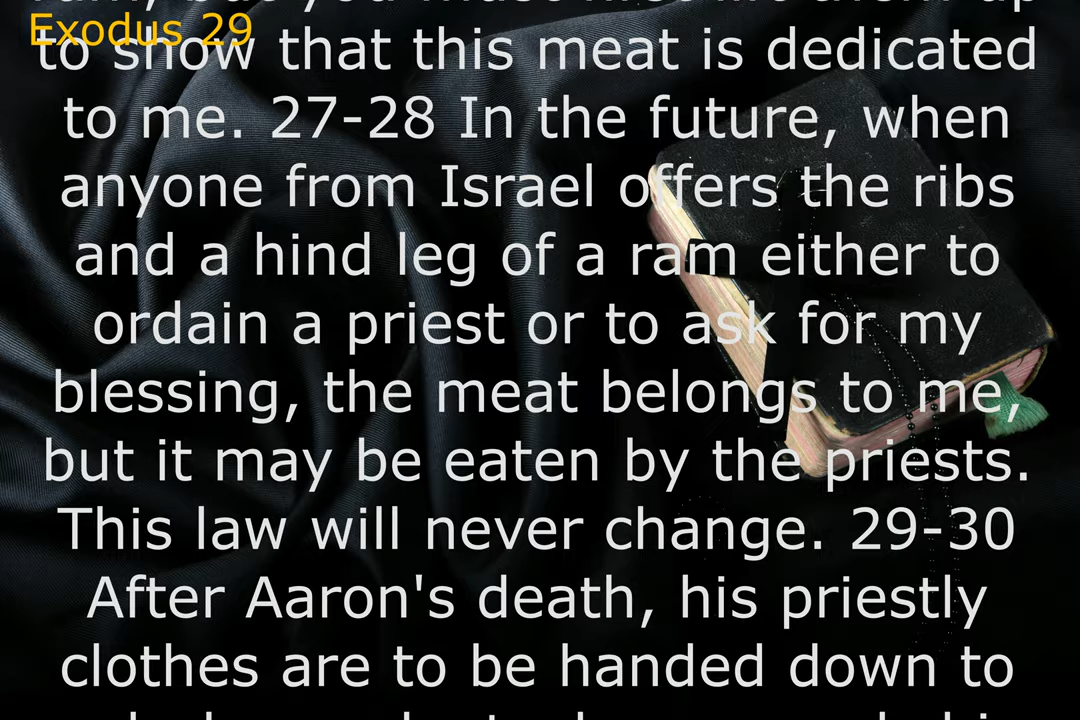 Exodus 29
to show that this meat is dedicated
to me. 27-28 In the future, when
anyone from Israel offers the ribs
and a hind leg of a ram either to
ordain a priest or to ask for my
blessing, the meat belongs to me,
but it may be eaten by the priests.
This law will never change. 29-30
After Aaron's death, his priestly
clothes are to be handed down to